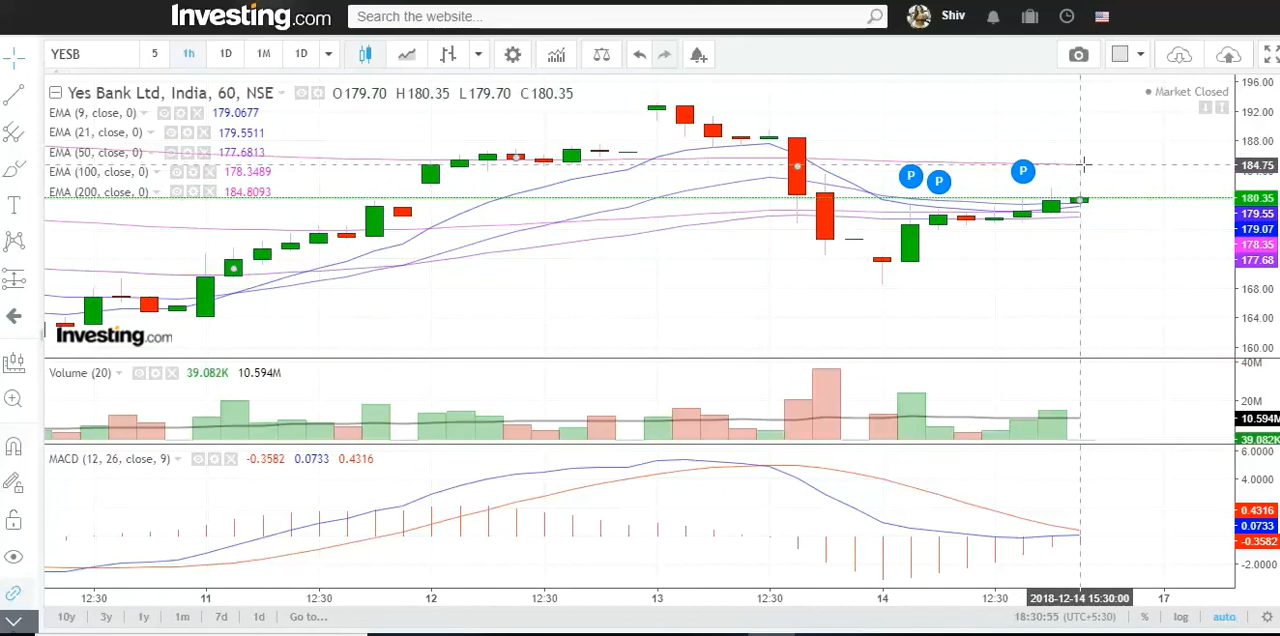 Investing.com
Search the website...
Shiv
YESB 5 1h 1D 1M 1D
Yes Bank Ltd, India, 60, NSE O179.70 H180.35 L179.70 C180.35
Market Closed
EMA (9, close, 0) 179.0677
EMA (21, close, 0) 179.5511
EMA (50, close, 0) 177.6813
EMA (100, close, 0) 178.3489
EMA (200, close, 0) 184.8093
P
P
P
196.00
192.00
188.00
184.75
180.35
179.55
179.07
178.35
177.68
168.00
164.00
160.00
Investing.com
Volume (20) 39.082K 10.594M
40M
20M
10.594M
39.082K
MACD (12, 26, close, 9) -0.3582 0.0733 0.4316
6.0000
4.0000
0.4316
0.0733
-0.3582
-2.0000
12:30 11 12:30 12 12:30 13 12:30 14 12:30 2018-12-14 15:30:00 17
10y 3y 1y 1m 7d 1d Go to... 18:30:55 (UTC+5:30) % log auto